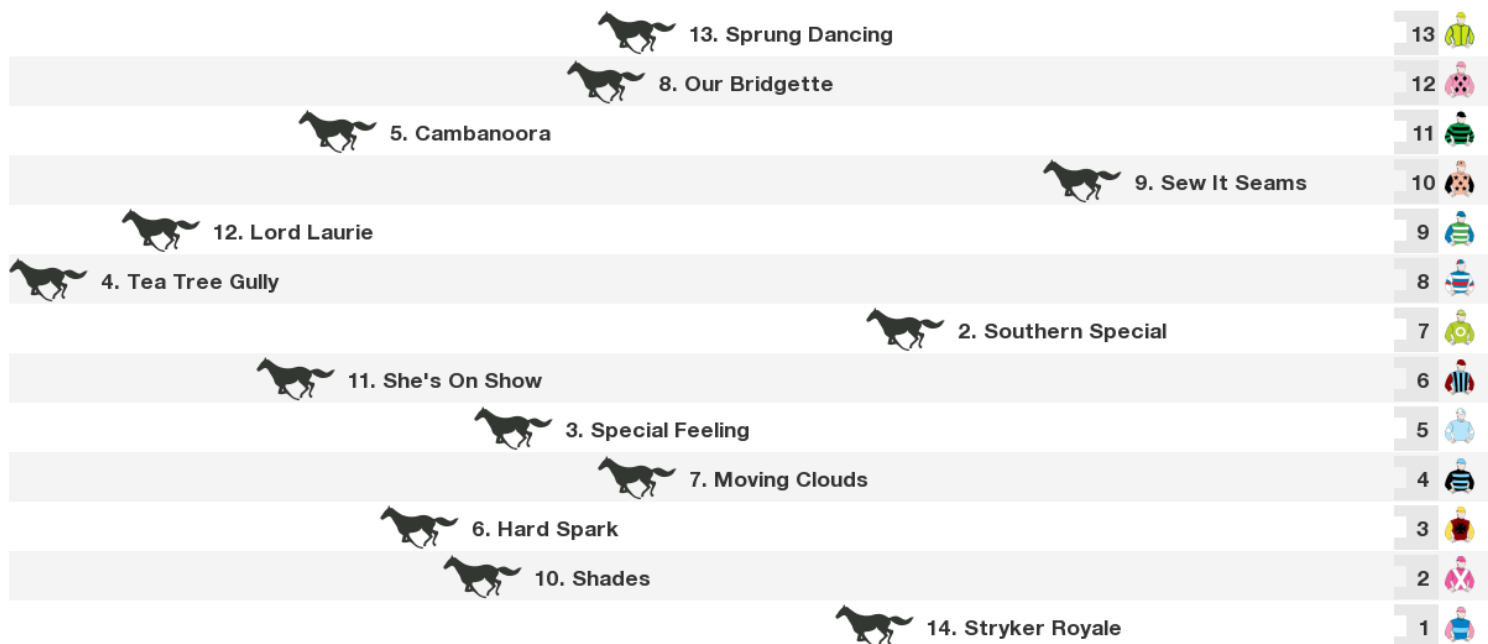 13. Sprung Dancing 13
8. Our Bridgette 12
5. Cambanoora 11
9. Sew It Seams 10
12. Lord Laurie 9
4. Tea Tree Gully 8
2. Southern Special 7
11. She's On Show 6
3. Special Feeling 5
7. Moving Clouds 4
6. Hard Spark 3
10. Shades 2
14. Stryker Royale 1